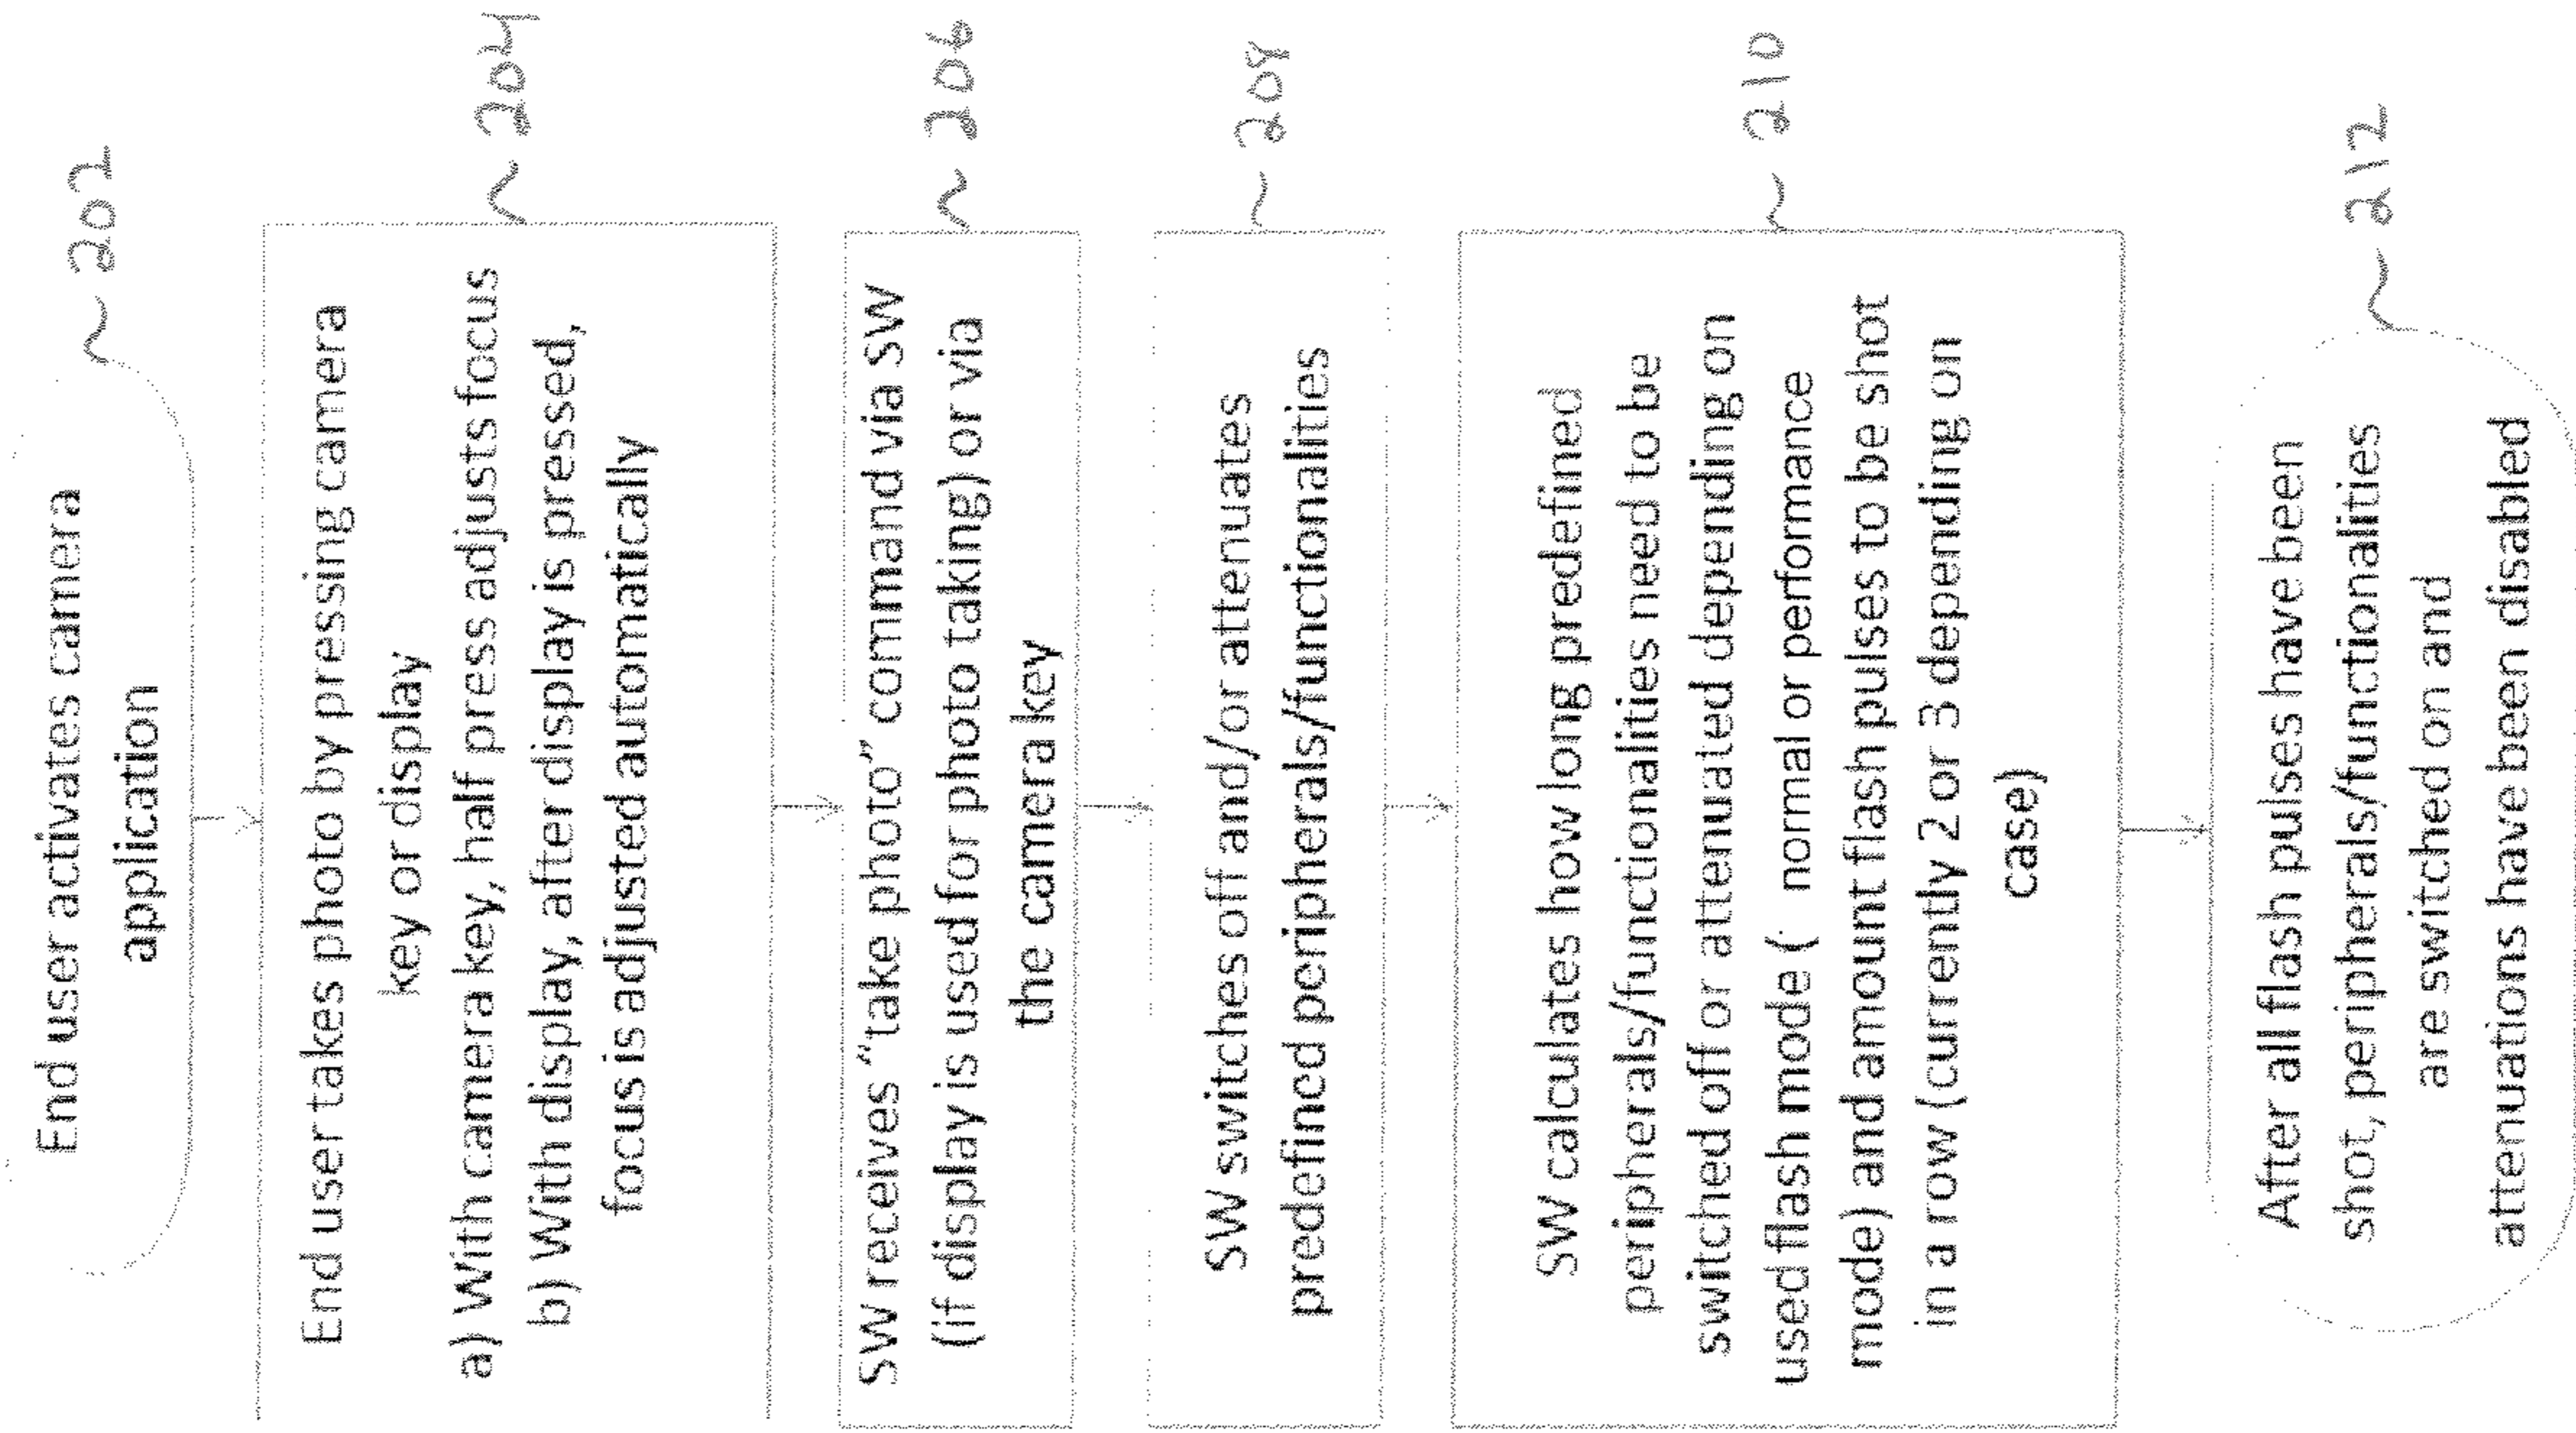 End user activates camera
application
~ 202
End user takes photo by pressing camera
key or display
a) With camera key, half press adjusts focus
b) With display, after display is pressed,
focus is adjusted automatically
~ 204
SW receives “take photo” command via SW
(if display is used for photo taking) or via
the camera key
~ 206
SW switches off and/or attenuates
predefined peripherals/functionalities
~ 208
SW calculates how long predefined
peripherals/functionalities need to be
switched off or attenuated depending on
used flash mode ( normal or performance
mode) and amount flash pulses to be shot
in a row (currently 2 or 3 depending on
case)
~ 210
After all flash pulses have been
shot, peripherals/functionalities
are switched on and
attenuations have been disabled
~ 212